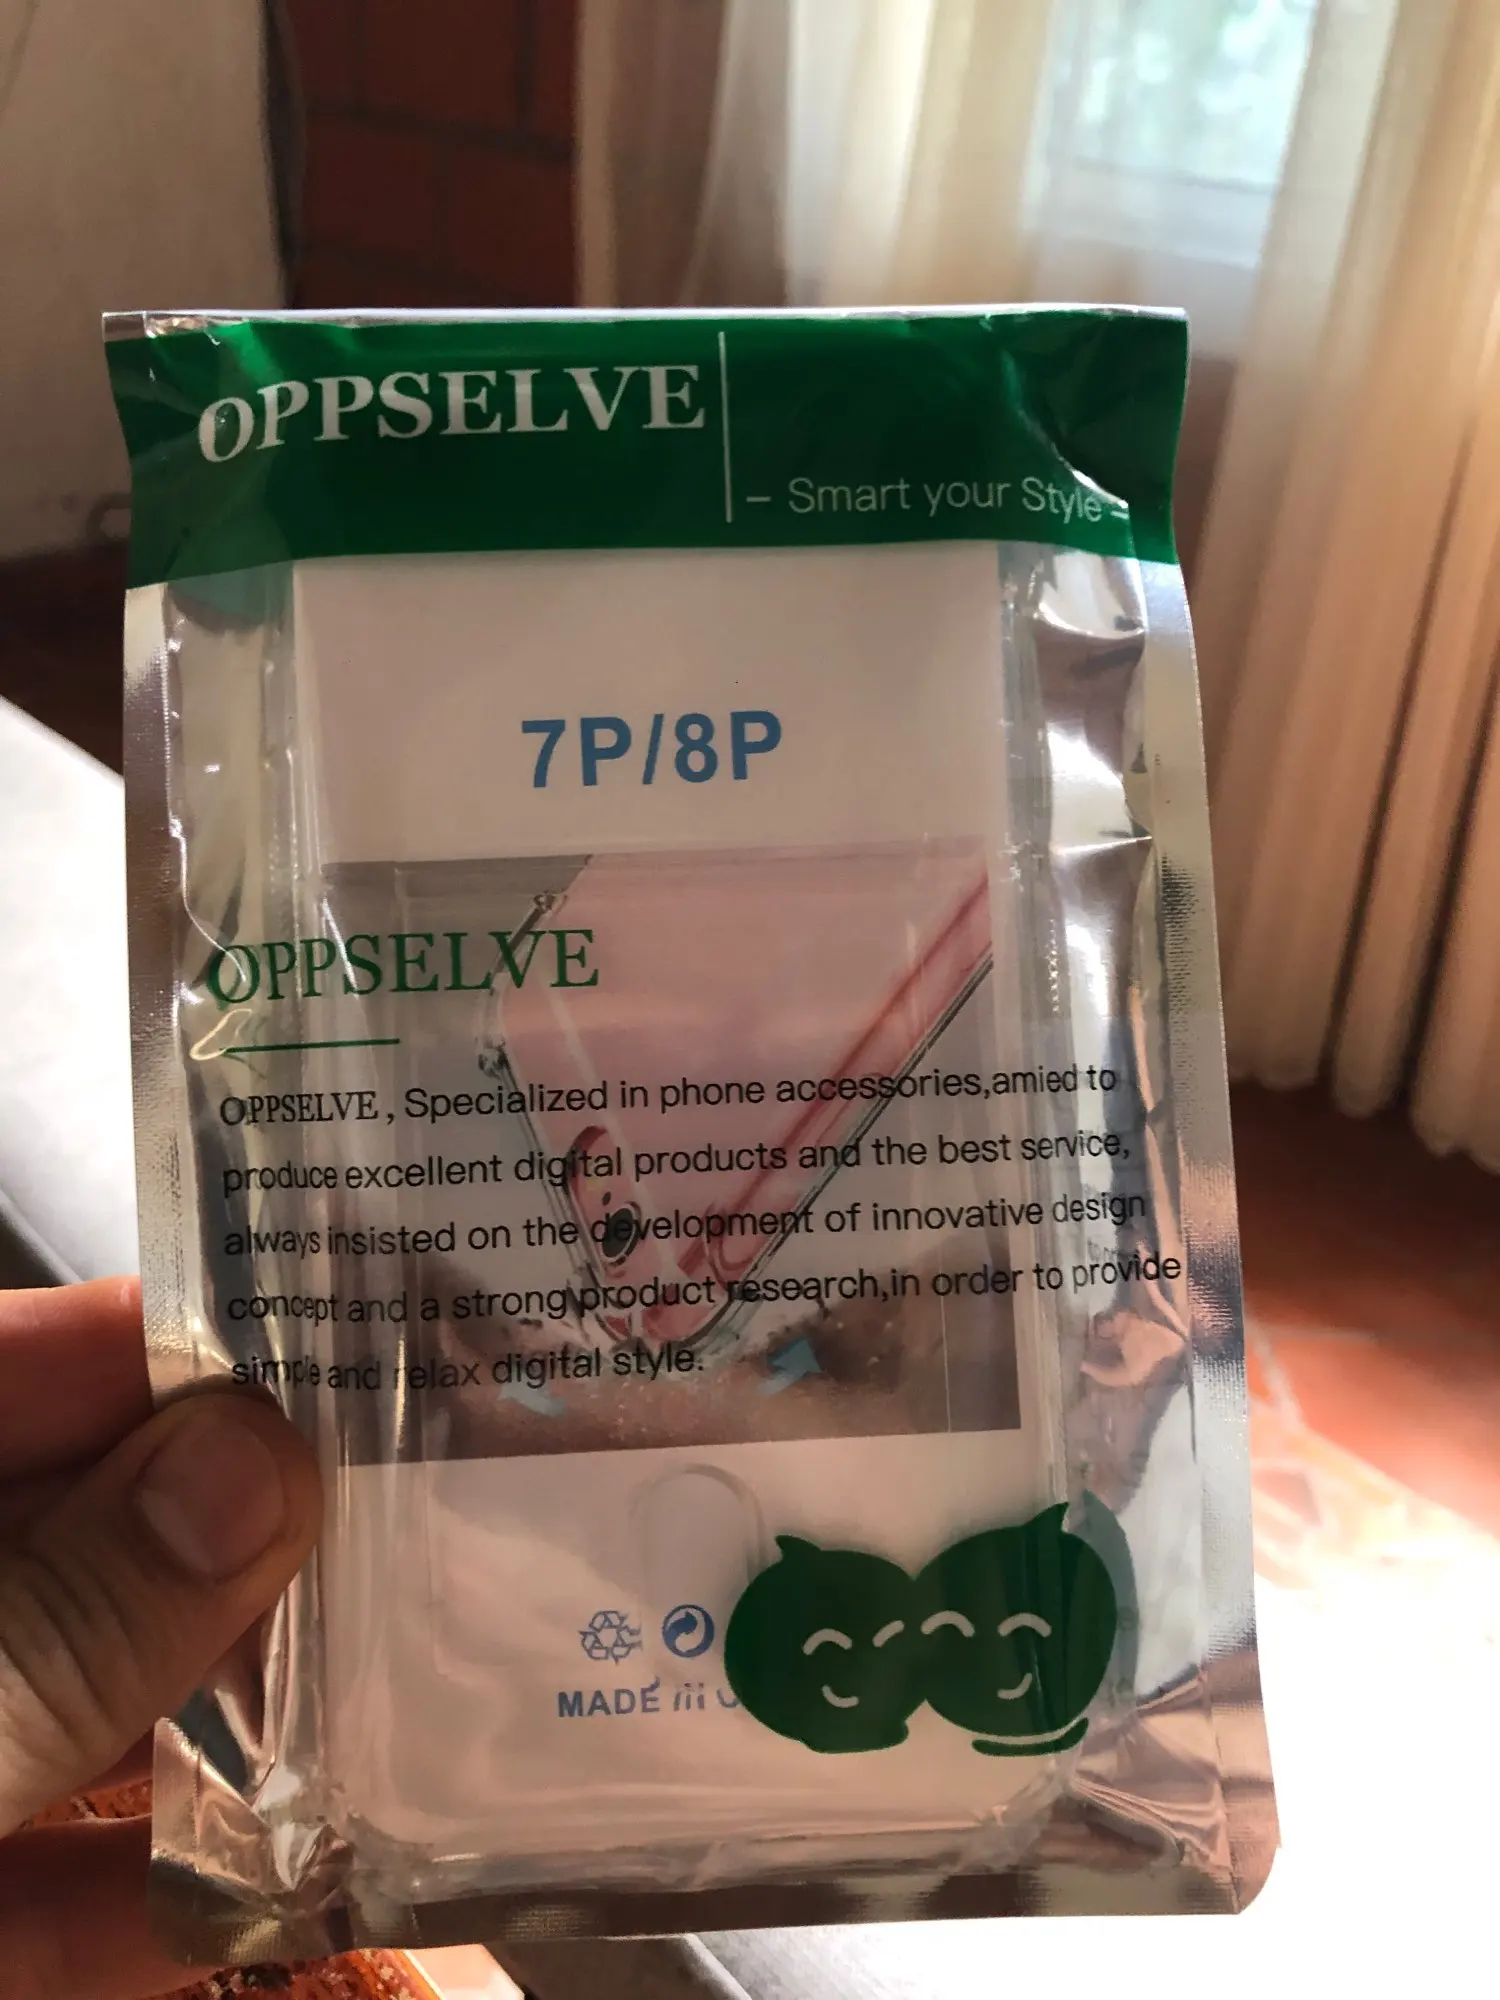 OPPSELVE
– Smart your Style –
7P/8P
OPPSELVE
OPPSELVE, Specialized in phone accessories,amied to
produce excellent digital products and the best service,
always insisted on the development of innovative design
concept and a strong product research,in order to provide
simple and relax digital style.
MADE in